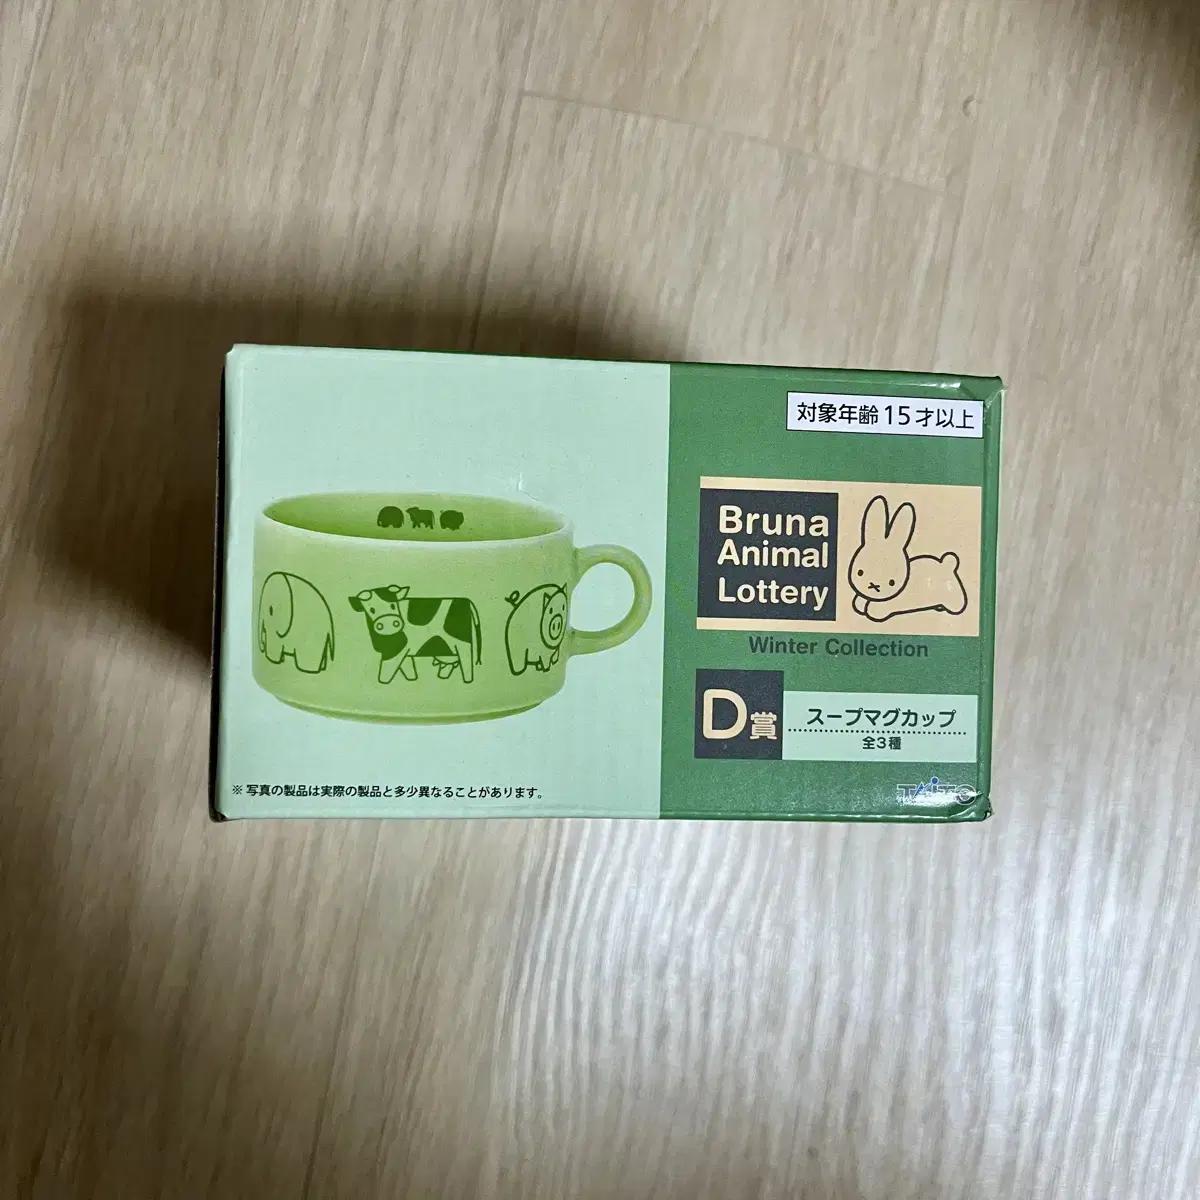 対象年齢15才以上
Bruna
Animal
Lottery
Winter Collection
D賞
スープマグカップ
全3種
※写真の製品は実際の製品と多少異なることがあります。
TAITO